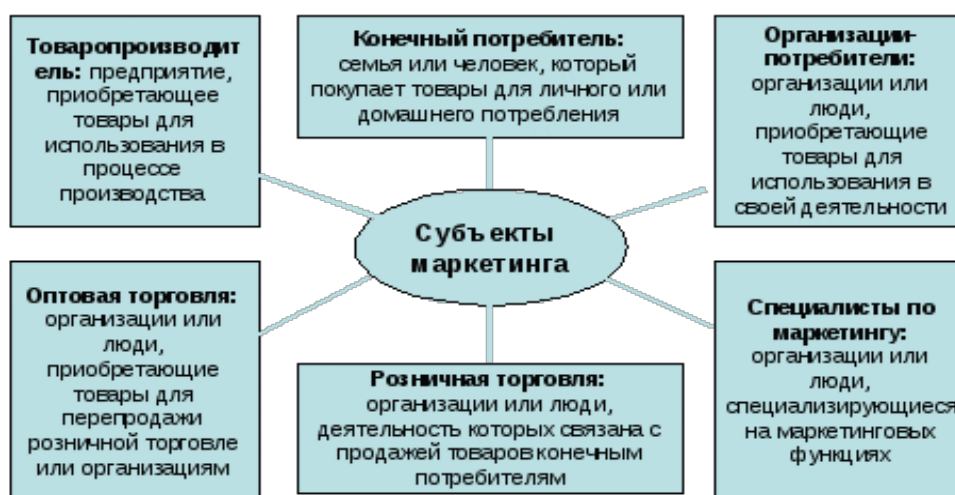 Товаропроизводит
ель: предприятие,
приобретающее
товары для
использования в
процессе
производства
Конечный потребитель:
семья или человек, который
покупает товары для личного или
домашнего потребления
Организации-
потребители:
организации или
люди,
приобретающие
товары для
использования в
своей деятельности
Субъекты
маркетинга
Оптовая торговля:
организации или
люди,
приобретающие
товары для
перепродажи
розничной торговле
или организациям
Розничная торговля:
организации или люди,
деятельность которых связана с
продажей товаров конечным
потребителям
Специалисты по
маркетингу:
организации или
люди,
специализирующиеся
на маркетинговых
функциях